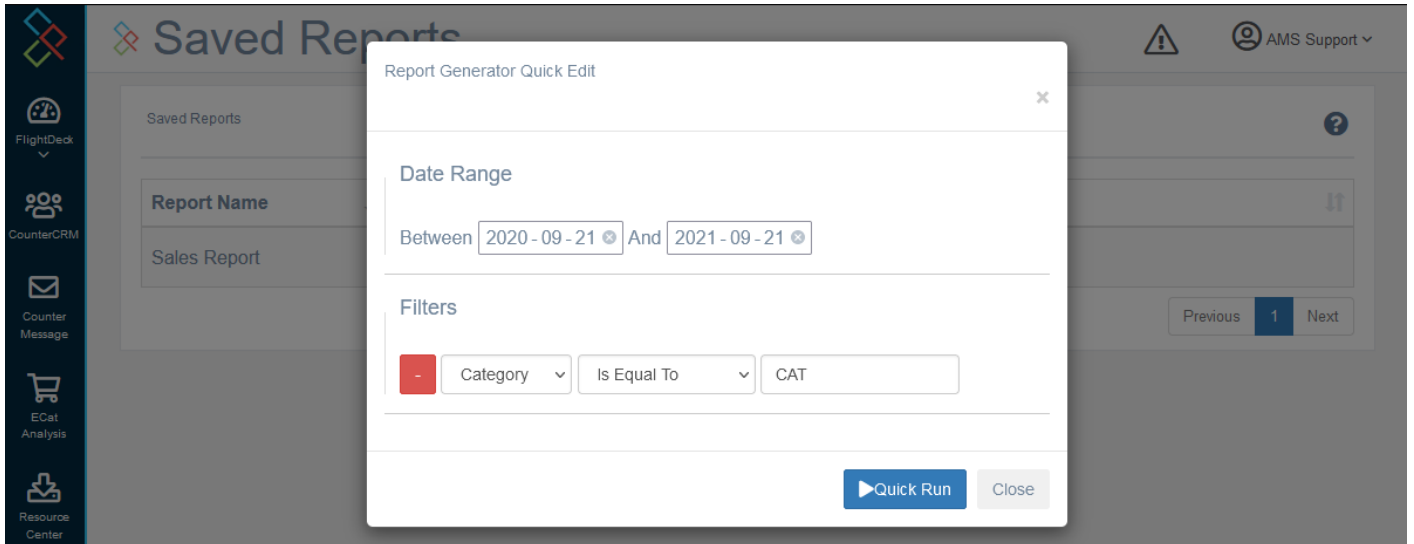 Saved Reports
AMS Support
Report Generator Quick Edit
×
FlightDeck
CounterCRM
Counter
Message
ECat
Analysis
Resource
Center
Saved Reports
Report Name
Sales Report
Previous 1 Next
Date Range
Between 2020-09-21 And 2021-09-21
Filters
- Category Is Equal To CAT
Quick Run Close